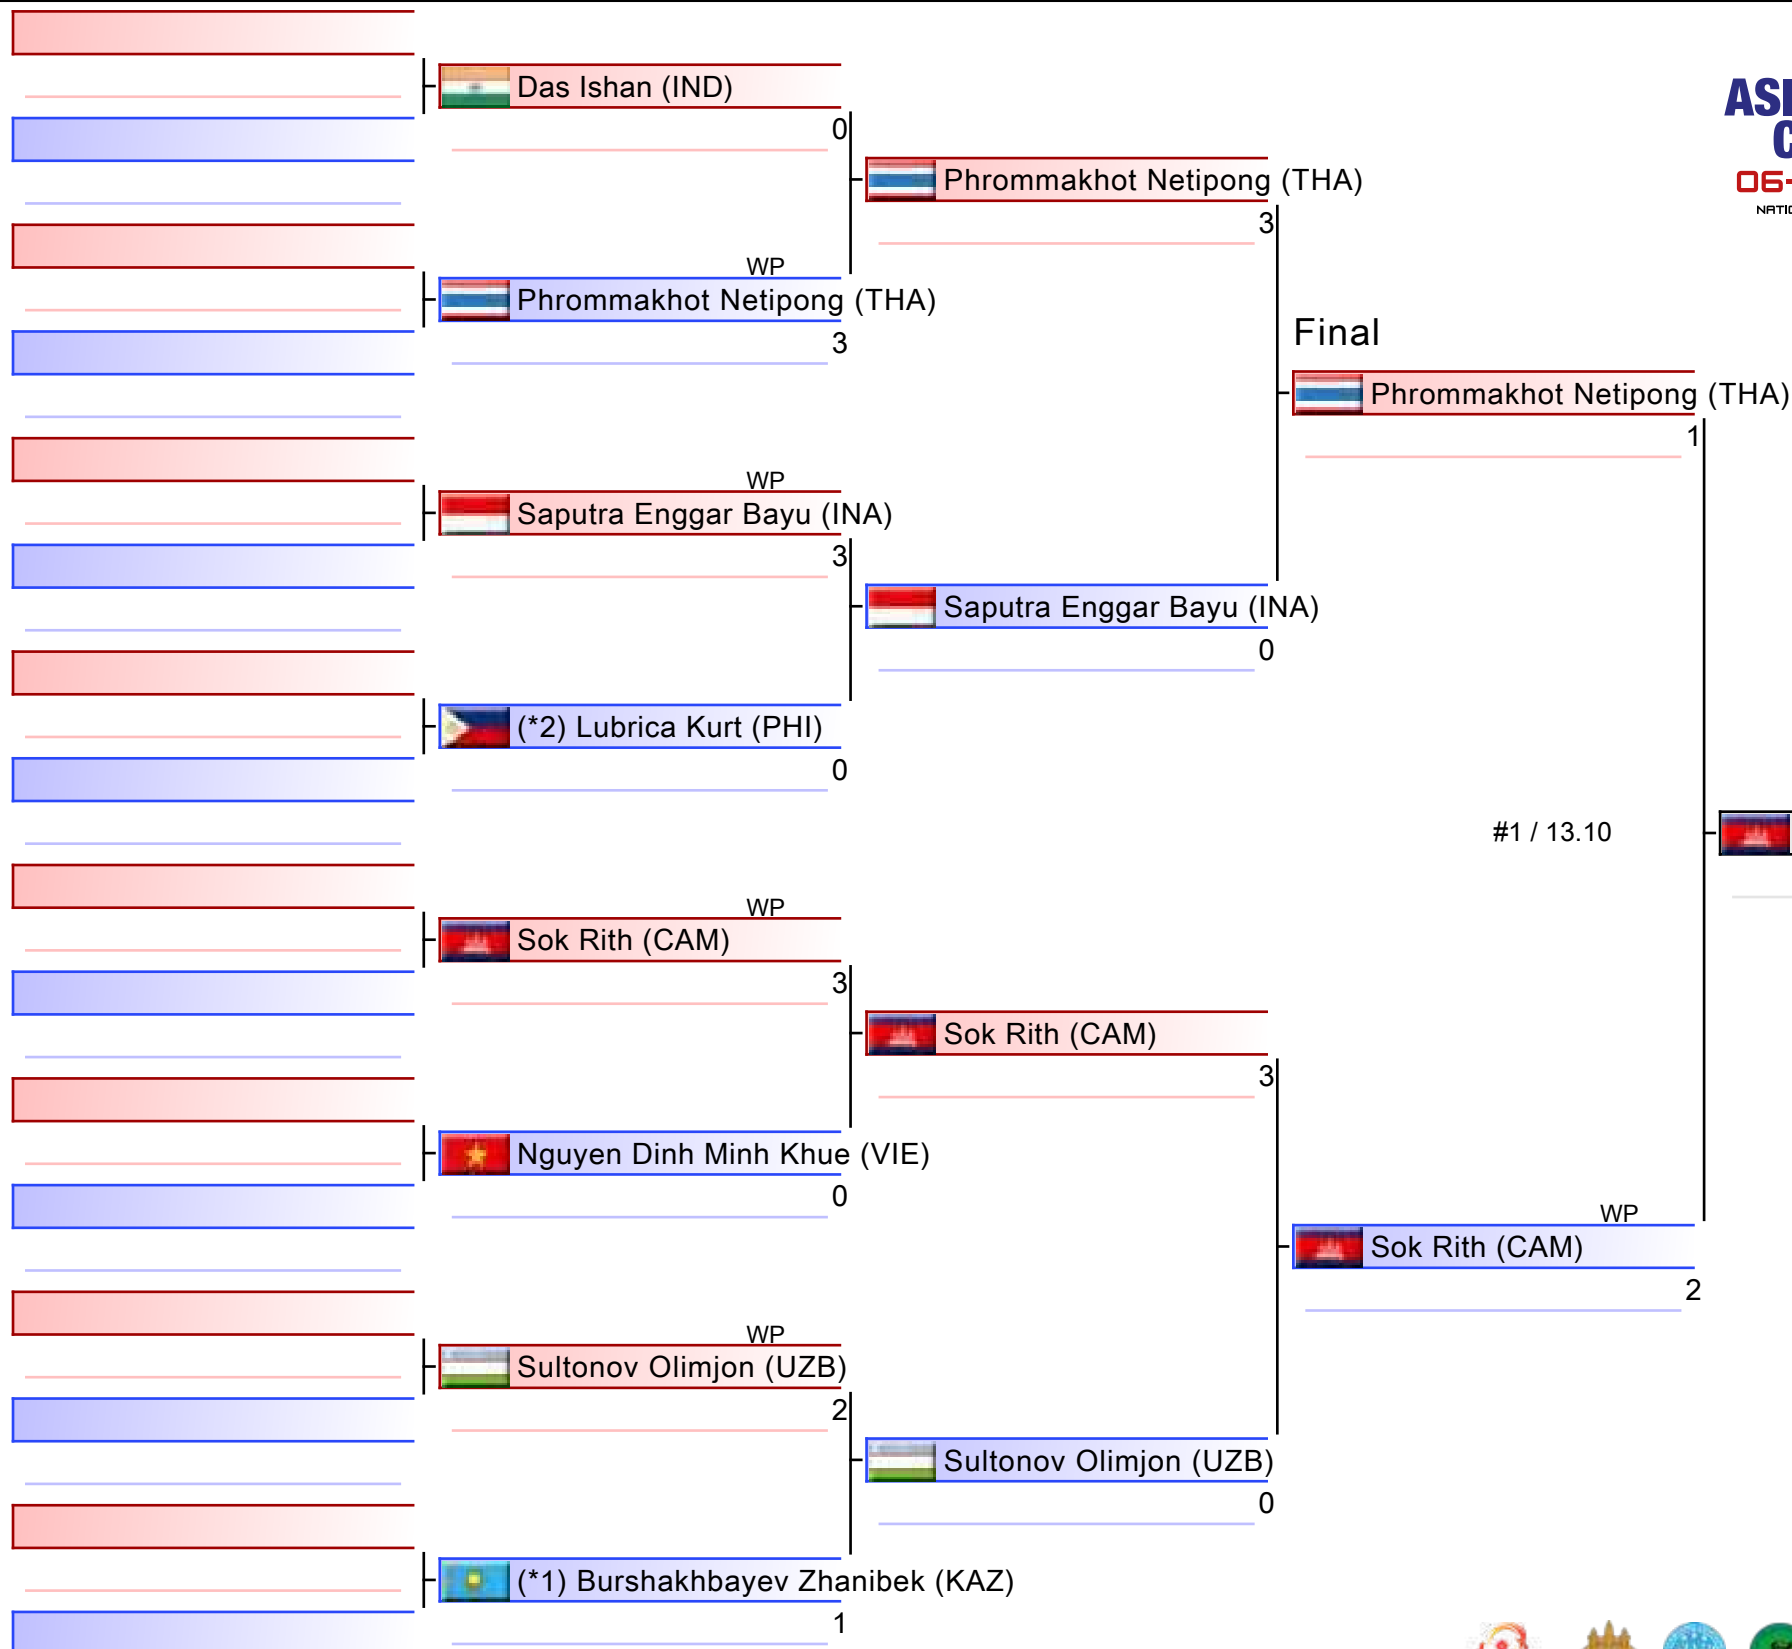 Das Ishan (IND)
0
WP
Phrommakhot Netipong (THA)
3
WP
Saputra Enggar Bayu (INA)
3
(*2) Lubrica Kurt (PHI)
0
WP
Sok Rith (CAM)
3
Nguyen Dinh Minh Khue (VIE)
0
WP
Sultonov Olimjon (UZB)
2
(*1) Burshakhbayev Zhanibek (KAZ)
1
Phrommakhot Netipong (THA)
3
Saputra Enggar Bayu (INA)
0
Sok Rith (CAM)
3
Sultonov Olimjon (UZB)
0
Final
Phrommakhot Netipong (THA)
1
#1 / 13.10
WP
Sok Rith (CAM)
2
06-